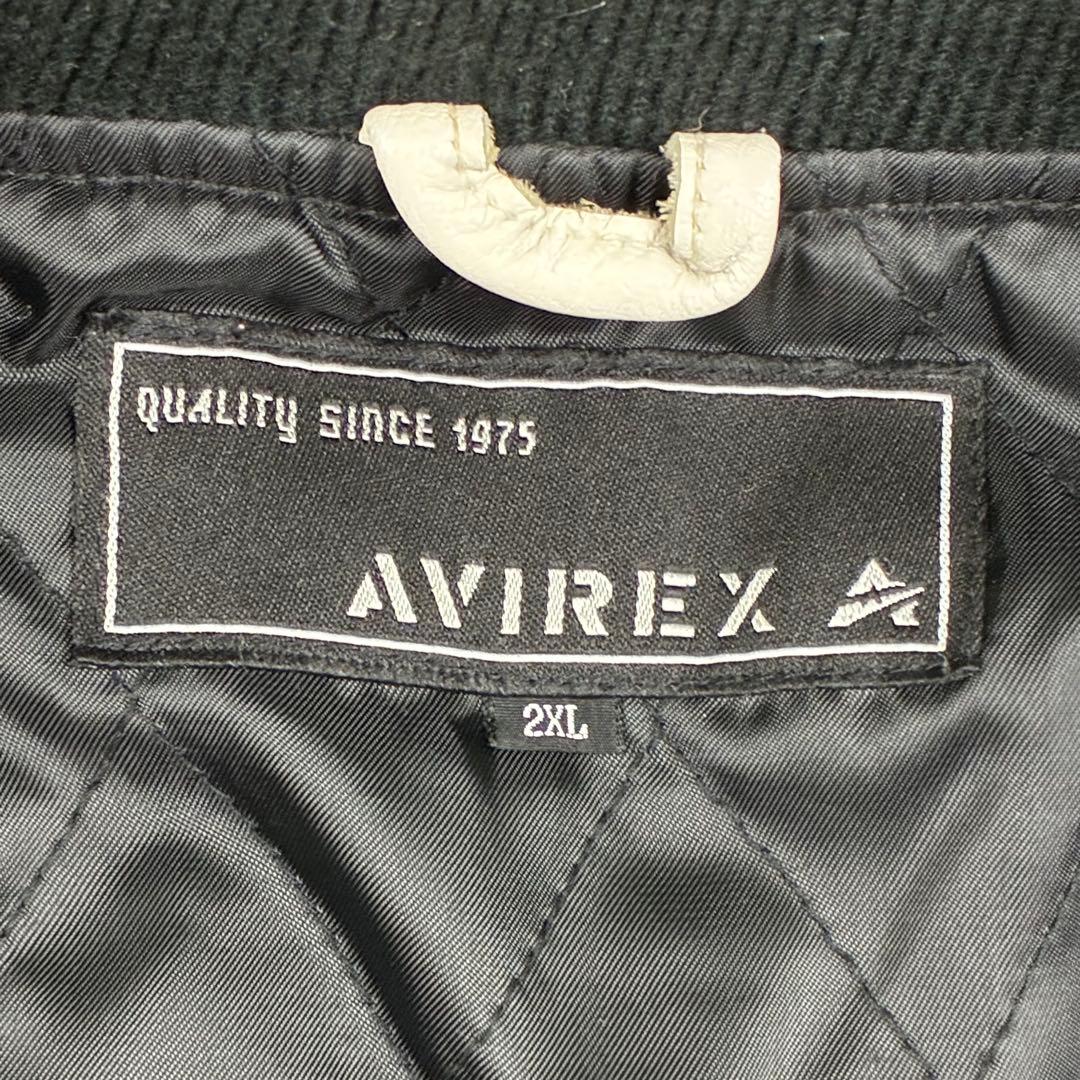 QUALITY SINCE 1975
AVIREX
2XL